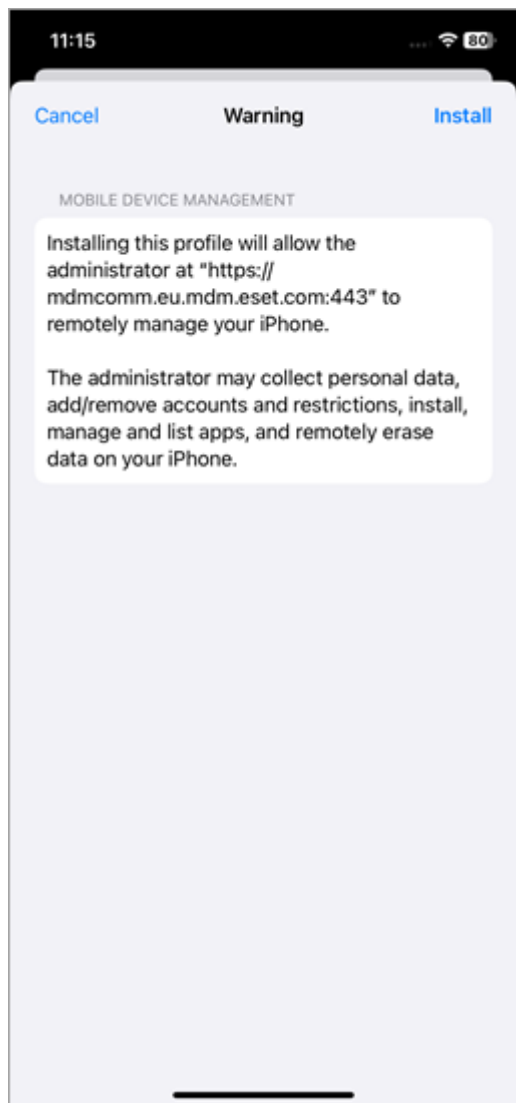 11:15
80
Cancel
Warning
Install
MOBILE DEVICE MANAGEMENT
Installing this profile will allow the
administrator at “https://
mdmcomm.eu.mdm.eset.com:443” to
remotely manage your iPhone.
The administrator may collect personal data,
add/remove accounts and restrictions, install,
manage and list apps, and remotely erase
data on your iPhone.